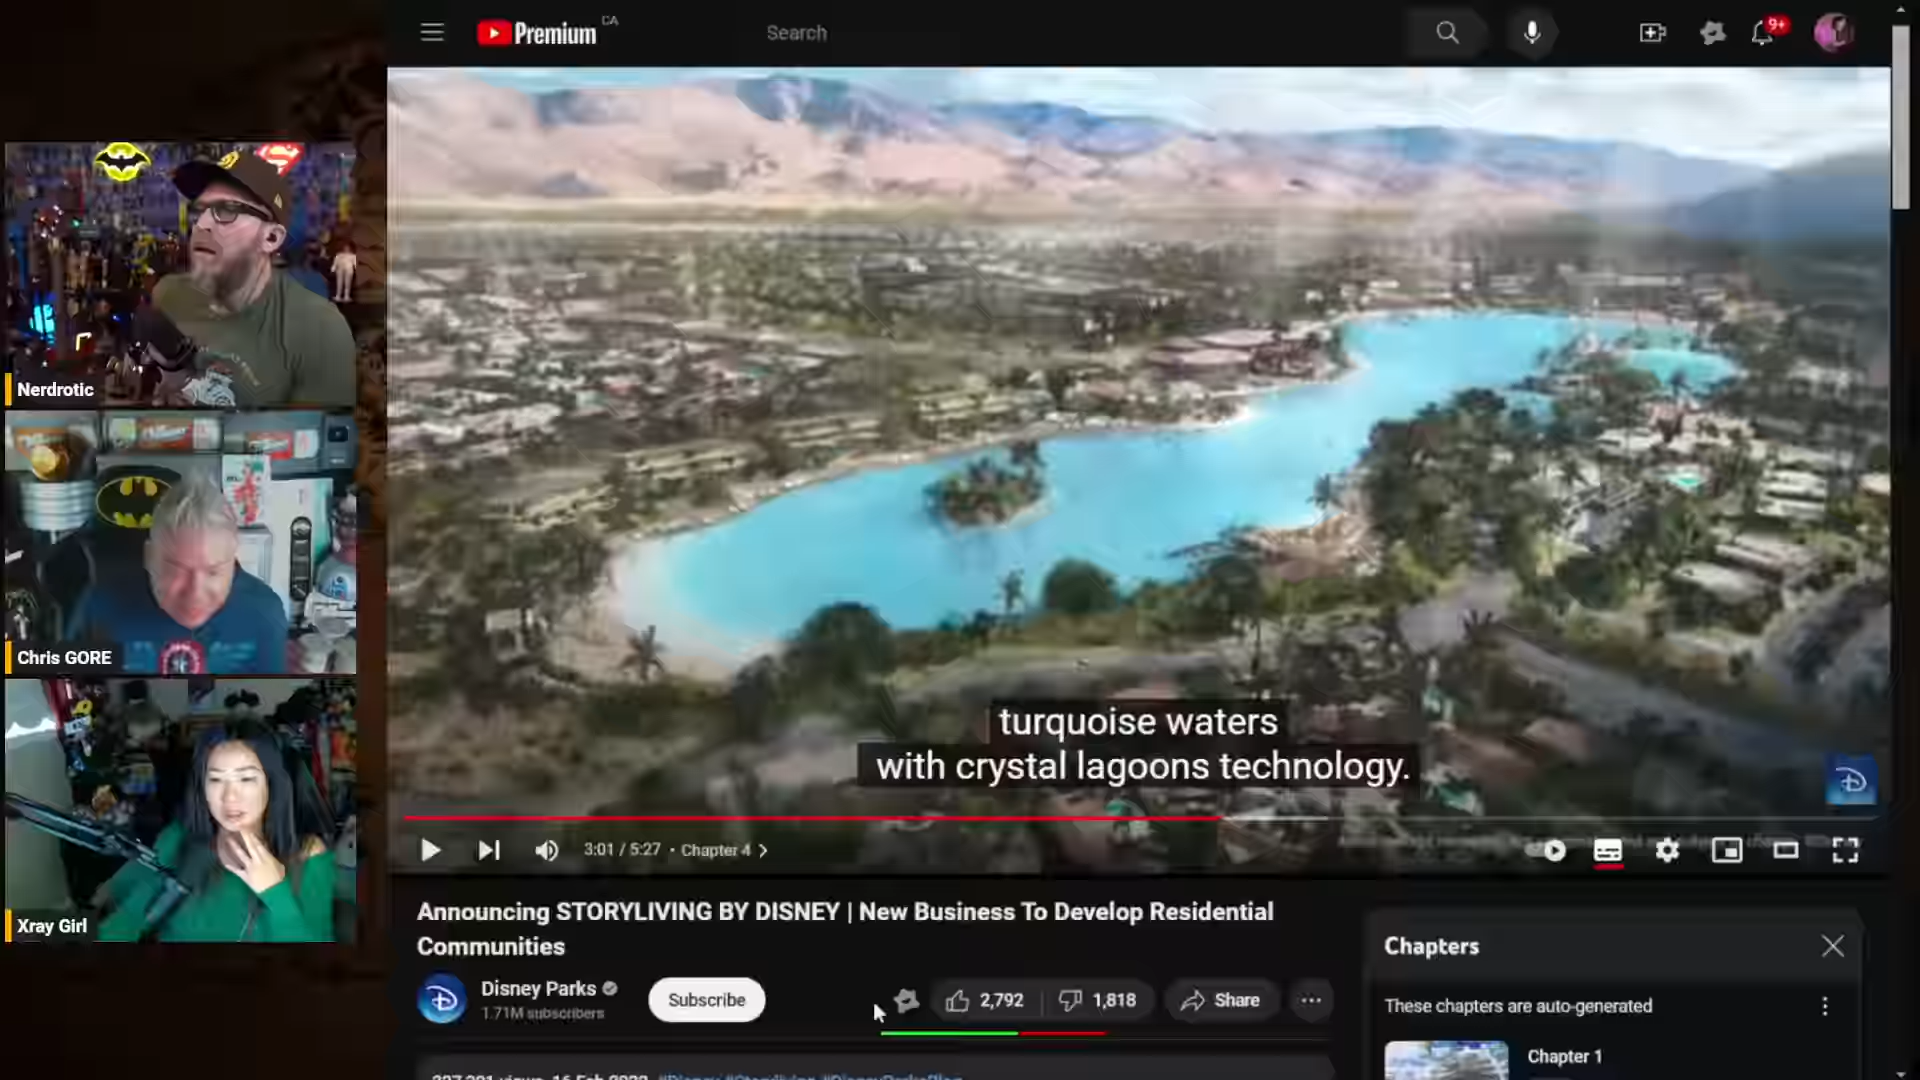 Premium CA
Search
9+
Nerdrotic
Chris GORE
Xray Girl
turquoise waters
with crystal lagoons technology.
3:01 / 5:27 • Chapter 4
Announcing STORYLIVING BY DISNEY | New Business To Develop Residential
Communities
Disney Parks
1.71M subscribers
Subscribe
2,792
1,818
Share
Chapters
These chapters are auto-generated
Chapter 1